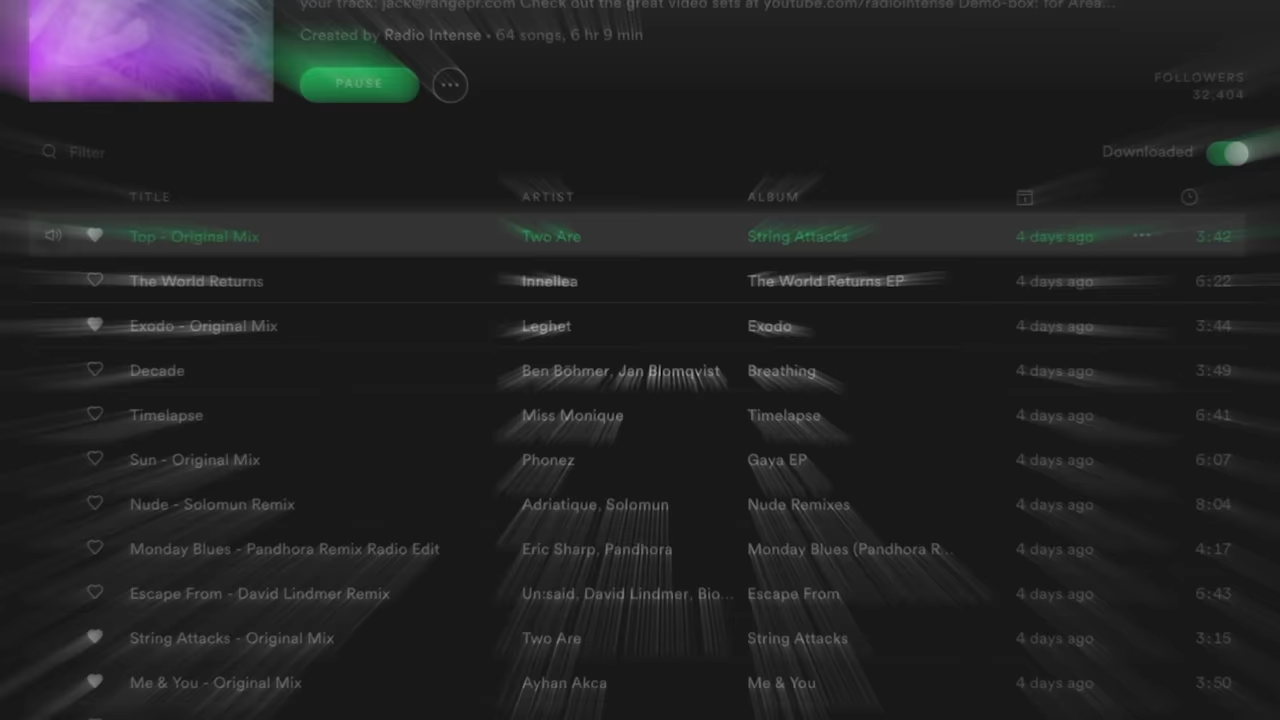 your track: jack@rangepr.com Check out the great video sets at youtube.com/radiointense Demo-Box: for Area...
Created by Radio Intense • 64 songs, 6 hr 9 min
PAUSE
FOLLOWERS
32,404
Filter
Downloaded
TITLE ARTIST ALBUM
Top - Original Mix Two Are String Attacks 4 days ago 3:42
The World Returns Innellea The World Returns EP 4 days ago 6:22
Exodo - Original Mix Leghet Exodo 4 days ago 3:44
Decade Ben Böhmer, Jan Blomqvist Breathing 4 days ago 3:49
Timelapse Miss Monique Timelapse 4 days ago 6:41
Sun - Original Mix Phonez Gaya EP 4 days ago 6:07
Nude - Solomun Remix Adriatique, Solomun Nude Remixes 4 days ago 8:04
Monday Blues - Pandhora Remix Radio Edit Eric Sharp, Pandhora Monday Blues (Pandhora R... 4 days ago 4:17
Escape From - David Lindmer Remix Un:said, David Lindmer, Bio... Escape From 4 days ago 6:43
String Attacks - Original Mix Two Are String Attacks 4 days ago 3:15
Me & You - Original Mix Ayhan Akca Me & You 4 days ago 3:50